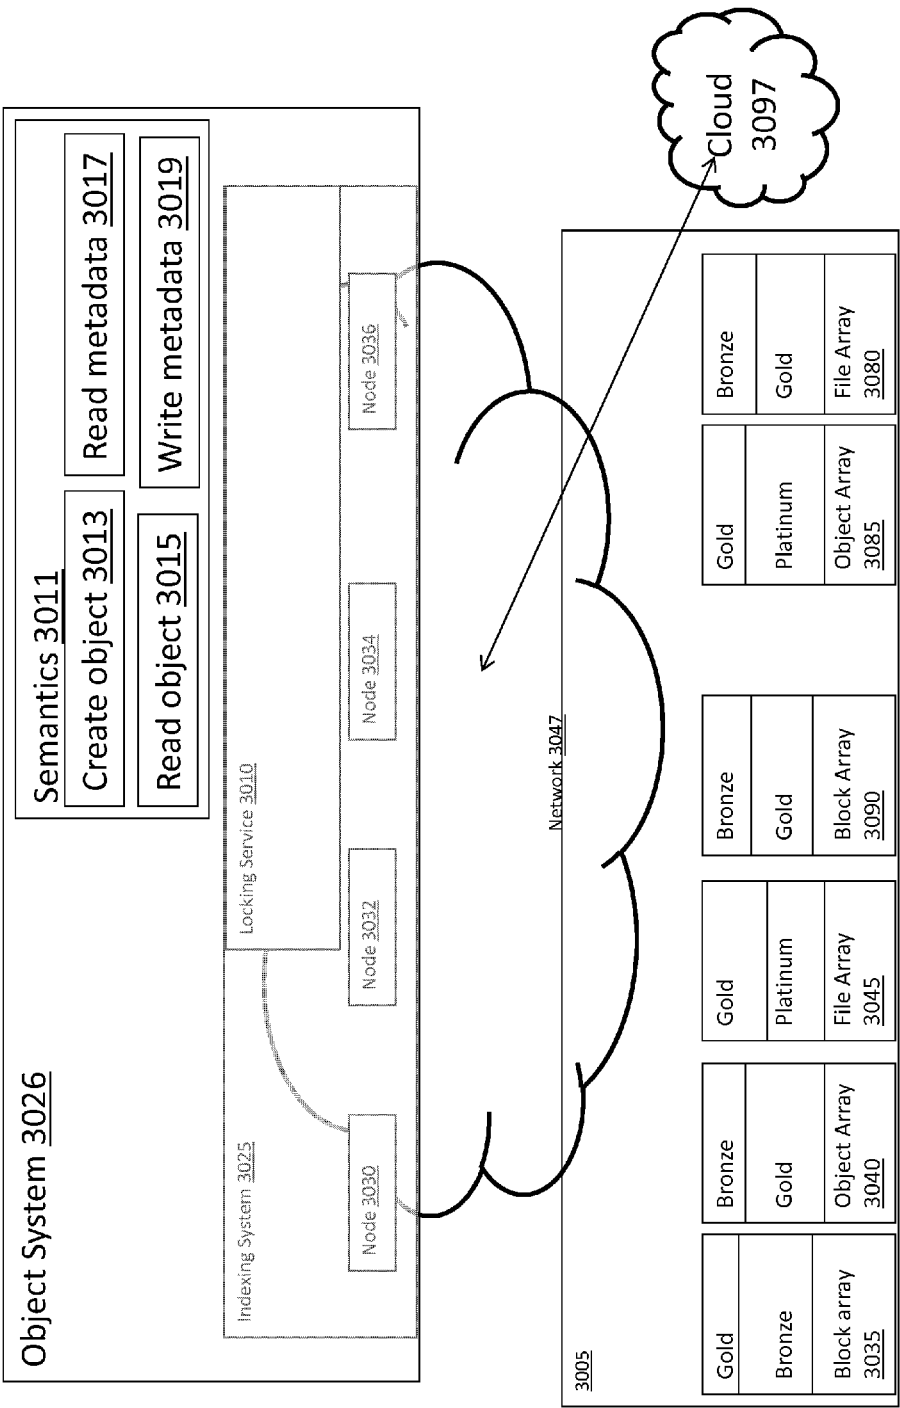 Object System 3026
Semantics 3011
Create object 3013
Read metadata 3017
Read object 3015
Write metadata 3019
Indexing System 3025
Locking Service 3010
Node 3030
Node 3032
Node 3034
Node 3036
Network 3047
Cloud
3097
3005
Gold
Bronze
Block array
3035
Bronze
Gold
Object Array
3040
Gold
Platinum
File Array
3045
Bronze
Gold
Block Array
3090
Gold
Platinum
Object Array
3085
Bronze
Gold
File Array
3080